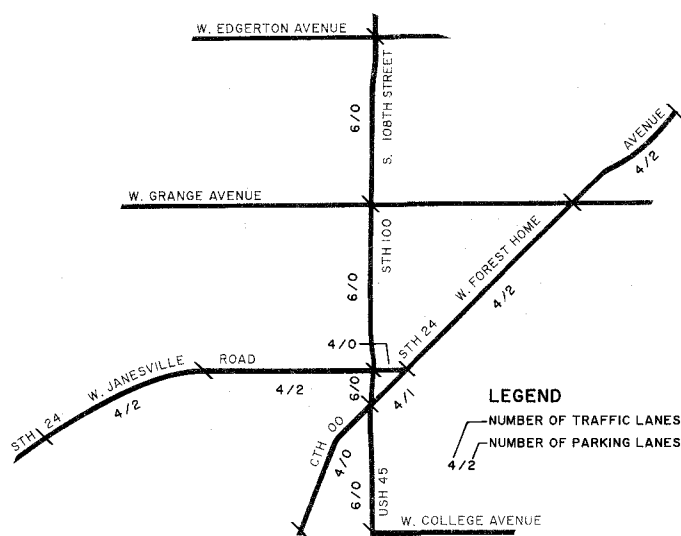 W. EDGERTON AVENUE
6/0
S. 108TH STREET
AVENUE
4/2
W. GRANGE AVENUE
STH 100
W. FOREST HOME
6/0
4/2
4/0
STH 24
W. JANESVILLE
ROAD
4/2
4/2
6/0
4/1
STH 24
CTH OO
4/0
6/0
USH 45
W. COLLEGE AVENUE
LEGEND
NUMBER OF TRAFFIC LANES
NUMBER OF PARKING LANES
4/2